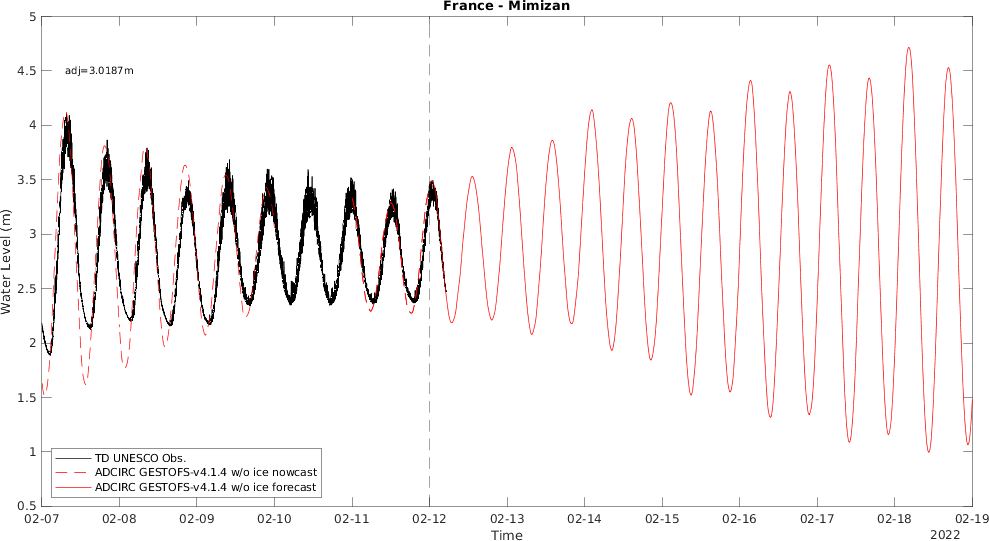 France - Mimizan
5
4.5
4
3.5
3
2.5
2
1.5
1
0.5
Water Level (m)
adj=3.0187m
TD UNESCO Obs.
ADCIRC GESTOFS-v4.1.4 w/o ice nowcast
ADCIRC GESTOFS-v4.1.4 w/o ice forecast
02-07 02-08 02-09 02-10 02-11 02-12 02-13 02-14 02-15 02-16 02-17 02-18 02-19
Time
2022